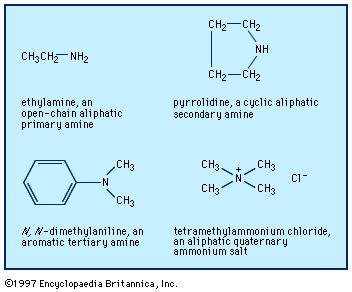 CH₃CH₂—NH₂
ethylamine, an
open-chain aliphatic
primary amine
CH₂—CH₂
NH
CH₂—CH₂
pyrrolidine, a cyclic aliphatic
secondary amine
CH₃
N
CH₃
N, N-dimethylaniline, an
aromatic tertiary amine
CH₃ + CH₃
N Cl⁻
CH₃ CH₃
tetramethylammonium chloride,
an aliphatic quaternary
ammonium salt
©1997 Encyclopaedia Britannica, Inc.